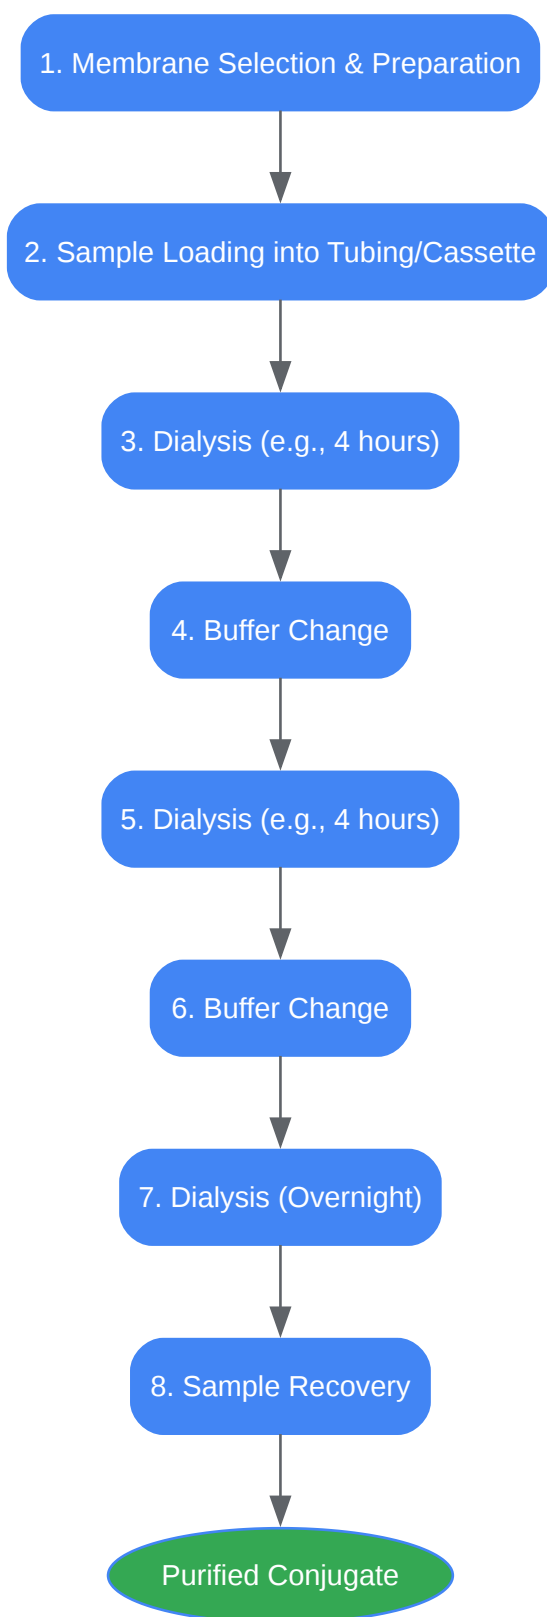 1. Membrane Selection & Preparation
2. Sample Loading into Tubing/Cassette
3. Dialysis (e.g., 4 hours)
4. Buffer Change
5. Dialysis (e.g., 4 hours)
6. Buffer Change
7. Dialysis (Overnight)
8. Sample Recovery
Purified Conjugate